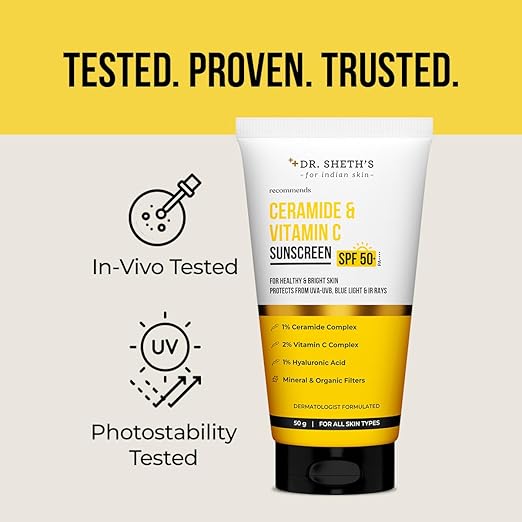 TESTED. PROVEN. TRUSTED.
In-Vivo Tested
UV
Photostability
Tested
DR. SHETH'S
-for indian skin-
recommends
CERAMIDE &
VITAMIN C
SUNSCREEN
SPF 50+
PA++++
FOR HEALTHY & BRIGHT SKIN
PROTECTS FROM UVA-UVB, BLUE LIGHT & IR RAYS
1% Ceramide Complex
2% Vitamin C Complex
1% Hyaluronic Acid
Mineral & Organic Filters
DERMATOLOGIST FORMULATED
50 g | FOR ALL SKIN TYPES